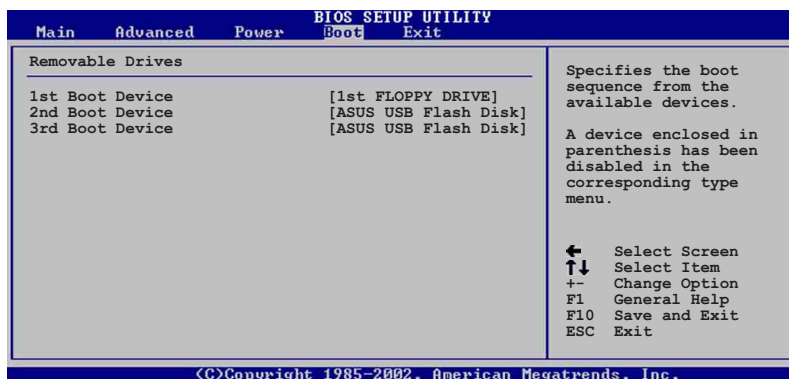 BIOS SETUP UTILITY
Main Advanced Power Boot Exit
Removable Drives
1st Boot Device [1st FLOPPY DRIVE]
2nd Boot Device [ASUS USB Flash Disk]
3rd Boot Device [ASUS USB Flash Disk]
Specifies the boot
sequence from the
available devices.
A device enclosed in
parenthesis has been
disabled in the
corresponding type
menu.
← Select Screen
↑↓ Select Item
+- Change Option
F1 General Help
F10 Save and Exit
ESC Exit
(C)Copyright 1985-2002, American Megatrends, Inc.